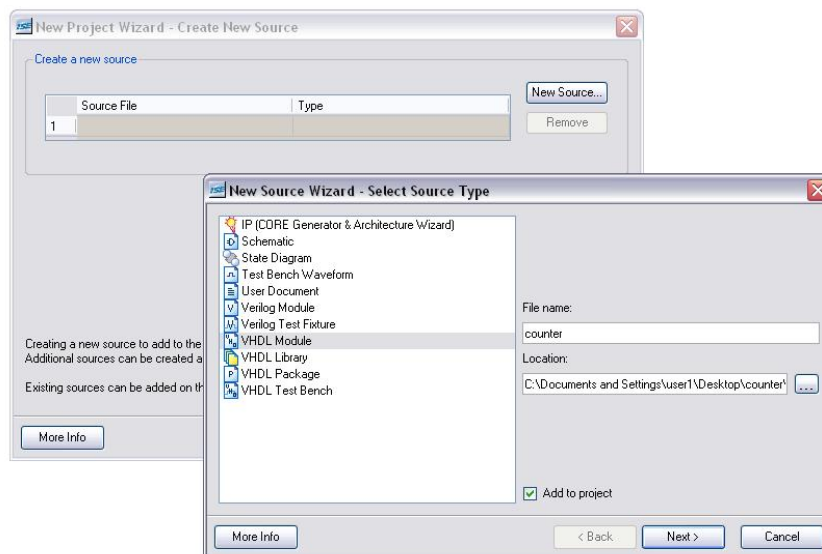 New Project Wizard - Create New Source
Create a new source
Source File Type
1
New Source...
Remove
Creating a new source to add to the
Additional sources can be created a
Existing sources can be added on th
More Info
New Source Wizard - Select Source Type
IP (CORE Generator & Architecture Wizard)
Schematic
State Diagram
Test Bench Waveform
User Document
Verilog Module
Verilog Test Fixture
VHDL Module
VHDL Library
VHDL Package
VHDL Test Bench
File name:
counter
Location:
C:\Documents and Settings\user1\Desktop\counter\
...
Add to project
More Info
< Back
Next >
Cancel